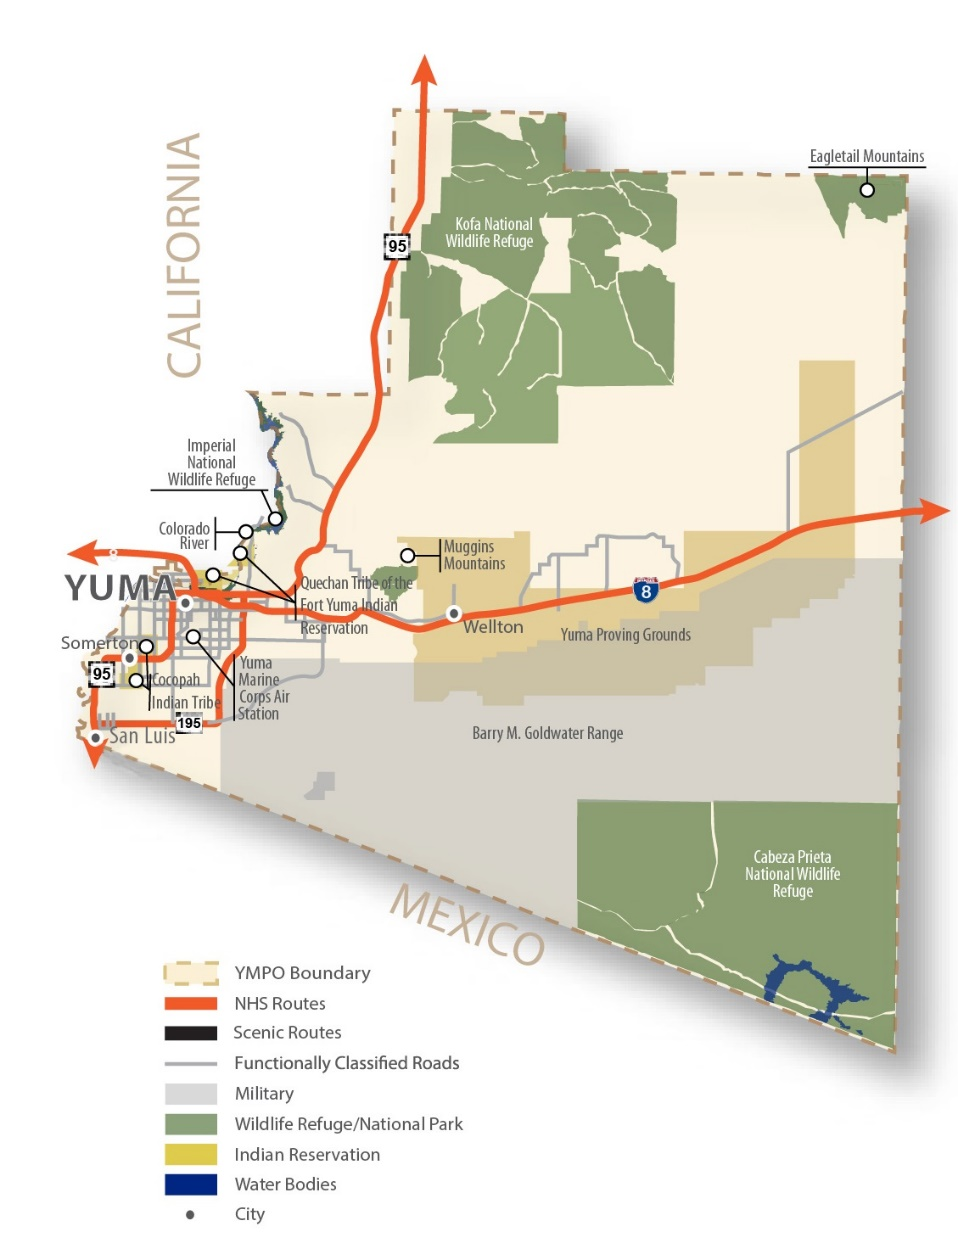 CALIFORNIA
Eagletail Mountains
Kofa National
Wildlife Refuge
95
Imperial
National
Wildlife Refuge
Colorado
River
8
Muggins
Mountains
YUMA
Quechan Tribe of the
Fort Yuma Indian
Reservation
8
Wellton
Yuma Proving Grounds
Somerton
95
Cocopah
Indian Tribe
Yuma
Marine
Corps Air
Station
195
San Luis
Barry M. Goldwater Range
Cabeza Prieta
National Wildlife
Refuge
MEXICO
YMPO Boundary
NHS Routes
Scenic Routes
Functionally Classified Roads
Military
Wildlife Refuge/National Park
Indian Reservation
Water Bodies
City